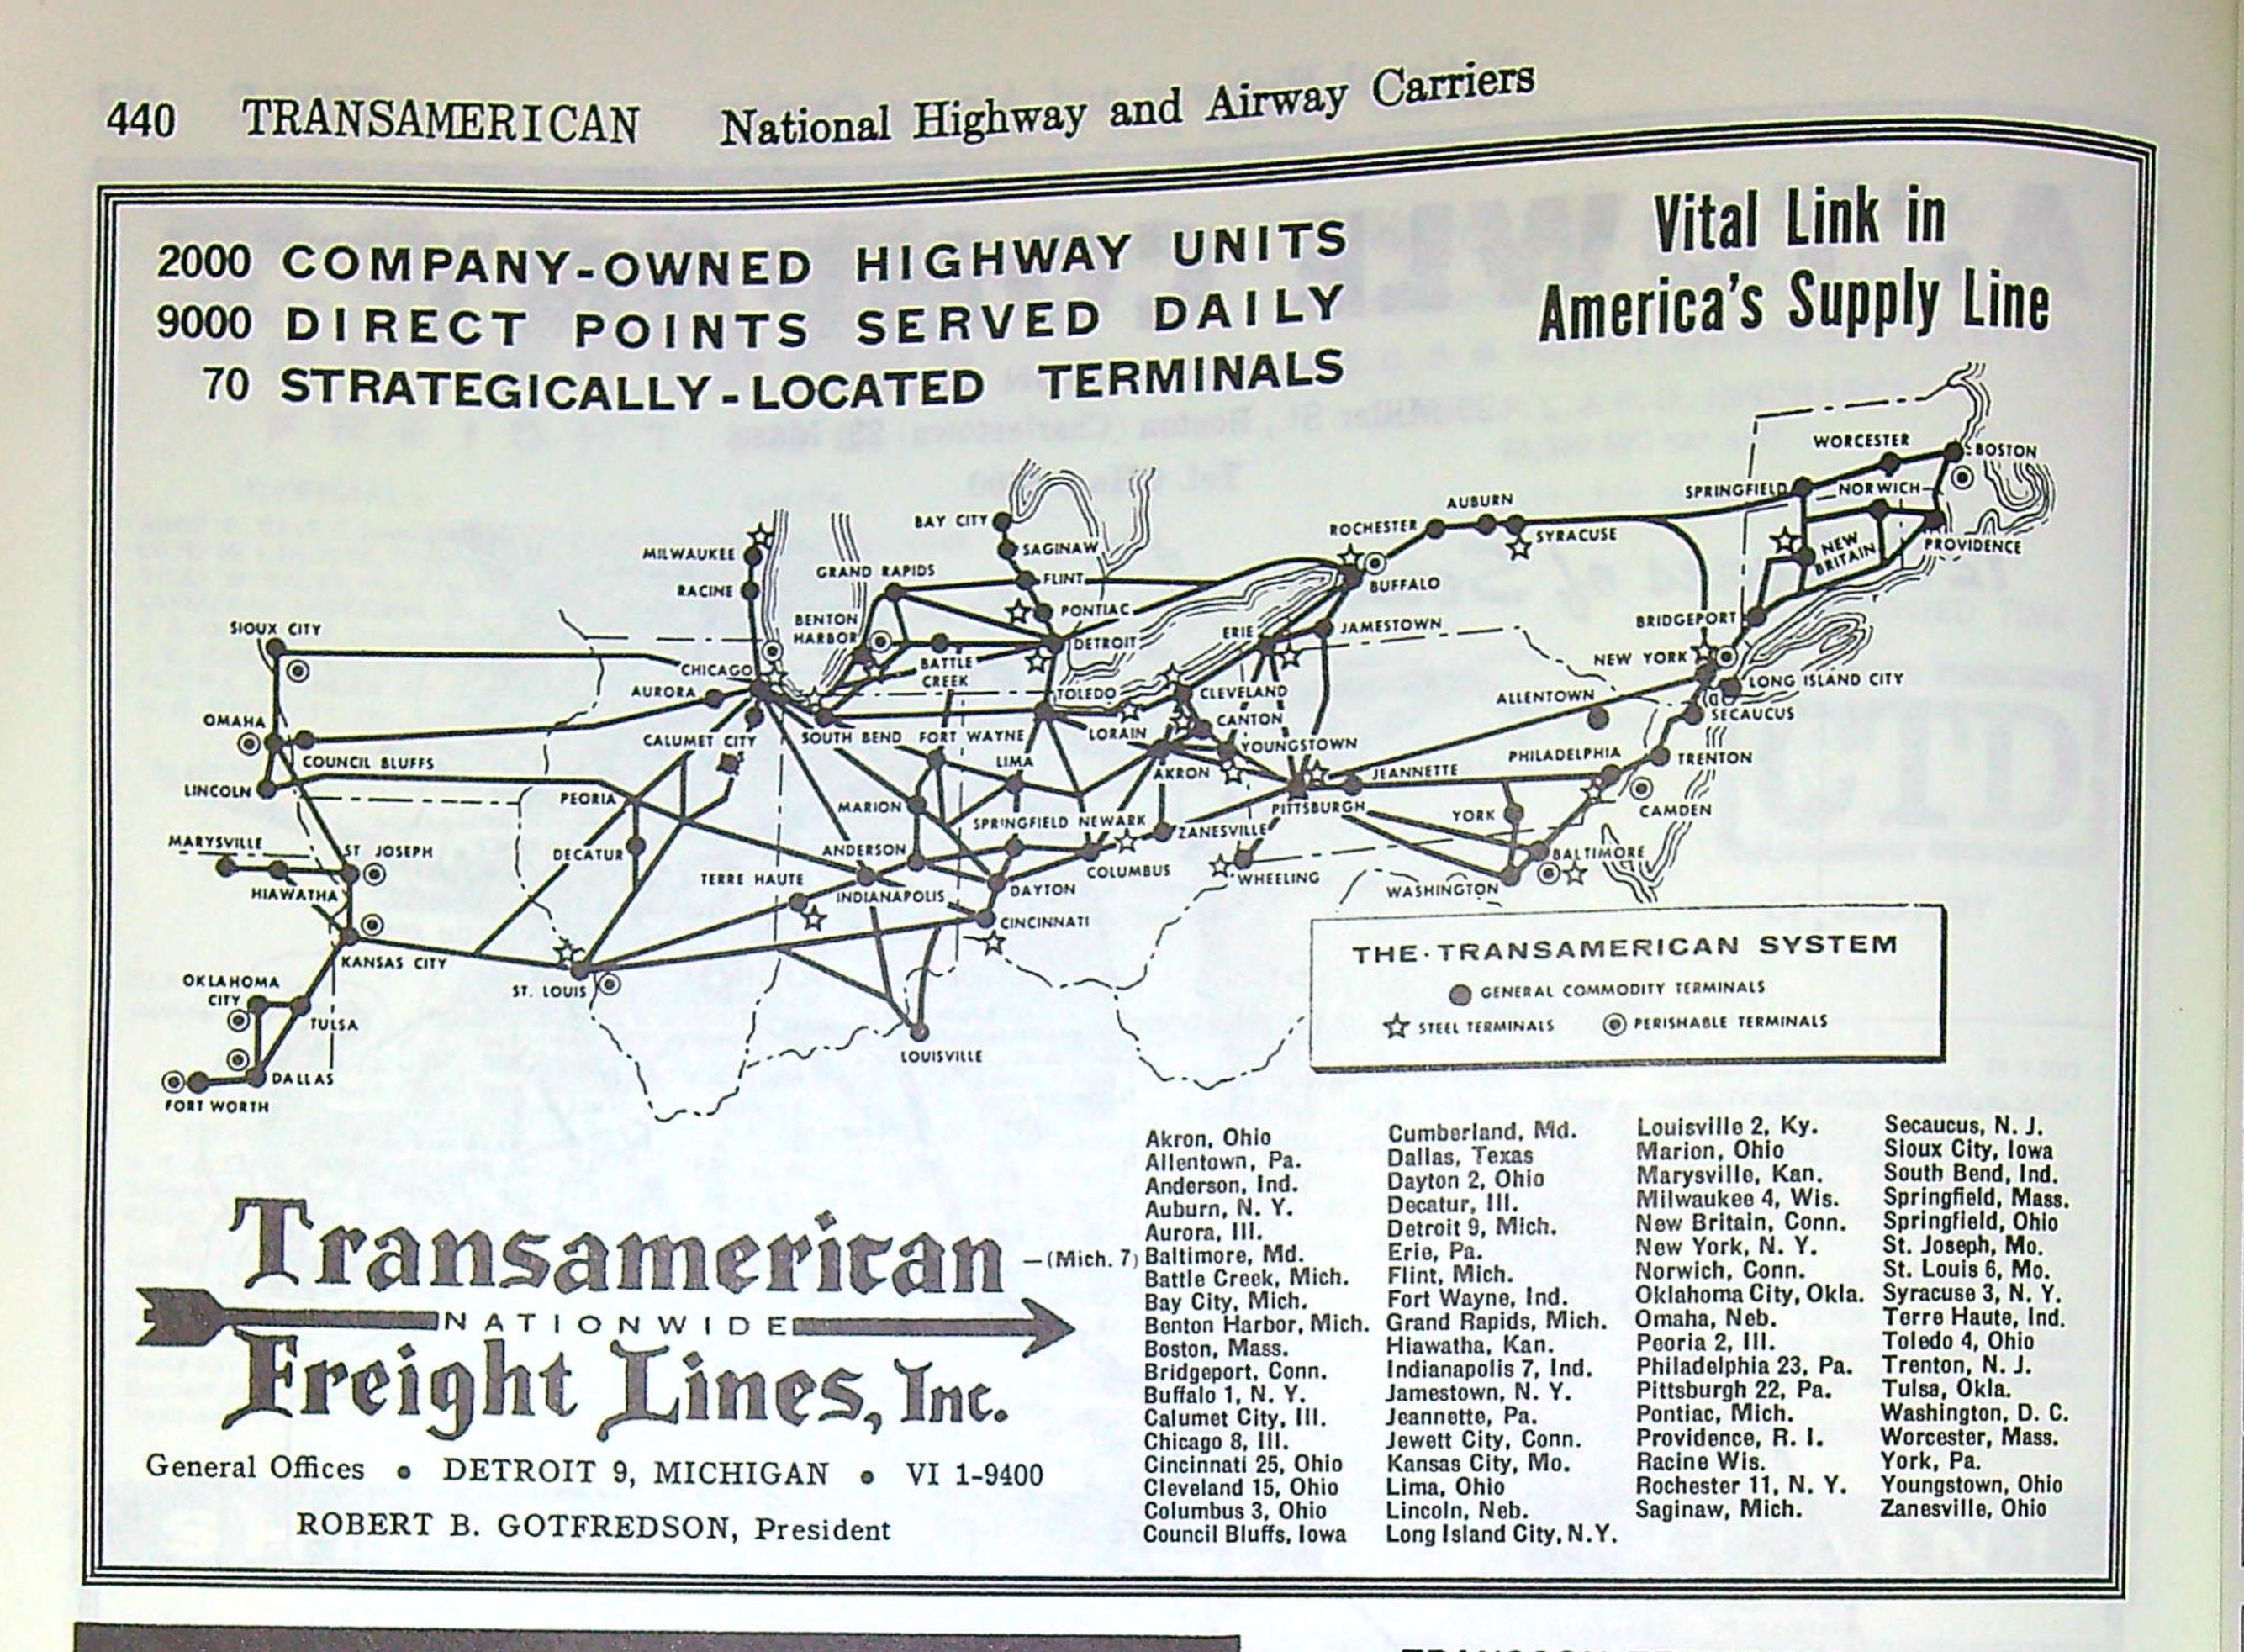 440 TRANSAMERICAN National Highway and Airway Carriers
2000 COMPANY-OWNED HIGHWAY UNITS
9000 DIRECT POINTS SERVED DAILY
70 STRATEGICALLY-LOCATED TERMINALS
Vital Link in
America's Supply Line
WORCESTER
BOSTON
SPRINGFIELD
NORWICH
AUBURN
ROCHESTER
SYRACUSE
NEW
BRITAIN
PROVIDENCE
BAY CITY
SAGINAW
MILWAUKEE
GRAND RAPIDS
FLINT
BUFFALO
RACINE
PONTIAC
BENTON
HARBOR
BRIDGEPORT
SIOUX CITY
DETROIT
ERIE
JAMESTOWN
BATTLE
CREEK
NEW YORK
CHICAGO
AURORA
TOLEDO
CLEVELAND
ALLENTOWN
LONG ISLAND CITY
OMAHA
CANTON
SECAUCUS
CALUMET CITY
SOUTH BEND
FORT WAYNE
LORAIN
YOUNGSTOWN
COUNCIL BLUFFS
LIMA
AKRON
JEANNETTE
PHILADELPHIA
TRENTON
LINCOLN
PEORIA
MARION
PITTSBURGH
YORK
CAMDEN
SPRINGFIELD
NEWARK
ZANESVILLE
MARYSVILLE
ST JOSEPH
DECATUR
ANDERSON
BALTIMORE
HIAWATHA
TERRE HAUTE
INDIANAPOLIS
DAYTON
COLUMBUS
WHEELING
WASHINGTON
CINCINNATI
KANSAS CITY
ST. LOUIS
OKLAHOMA
CITY
TULSA
LOUISVILLE
DALLAS
FORT WORTH
THE·TRANSAMERICAN SYSTEM
GENERAL COMMODITY TERMINALS
STEEL TERMINALS
PERISHABLE TERMINALS
Transamerican
NATIONWIDE
Freight Lines, Inc.
General Offices • DETROIT 9, MICHIGAN • VI 1-9400
ROBERT B. GOTFREDSON, President
Akron, Ohio
Allentown, Pa.
Anderson, Ind.
Auburn, N. Y.
Aurora, Ill.
—(Mich. 7) Baltimore, Md.
Battle Creek, Mich.
Bay City, Mich.
Benton Harbor, Mich.
Boston, Mass.
Bridgeport, Conn.
Buffalo 1, N. Y.
Calumet City, Ill.
Chicago 8, Ill.
Cincinnati 25, Ohio
Cleveland 15, Ohio
Columbus 3, Ohio
Council Bluffs, Iowa
Cumberland, Md.
Dallas, Texas
Dayton 2, Ohio
Decatur, Ill.
Detroit 9, Mich.
Erie, Pa.
Flint, Mich.
Fort Wayne, Ind.
Grand Rapids, Mich.
Hiawatha, Kan.
Indianapolis 7, Ind.
Jamestown, N. Y.
Jeannette, Pa.
Jewett City, Conn.
Kansas City, Mo.
Lima, Ohio
Lincoln, Neb.
Long Island City, N.Y.
Louisville 2, Ky.
Marion, Ohio
Marysville, Kan.
Milwaukee 4, Wis.
New Britain, Conn.
New York, N. Y.
Norwich, Conn.
Oklahoma City, Okla.
Omaha, Neb.
Peoria 2, Ill.
Philadelphia 23, Pa.
Pittsburgh 22, Pa.
Pontiac, Mich.
Providence, R. I.
Racine Wis.
Rochester 11, N. Y.
Saginaw, Mich.
Secaucus, N. J.
Sioux City, Iowa
South Bend, Ind.
Springfield, Mass.
Springfield, Ohio
St. Joseph, Mo.
St. Louis 6, Mo.
Syracuse 3, N. Y.
Terre Haute, Ind.
Toledo 4, Ohio
Trenton, N. J.
Tulsa, Okla.
Washington, D. C.
Worcester, Mass.
York, Pa.
Youngstown, Ohio
Zanesville, Ohio